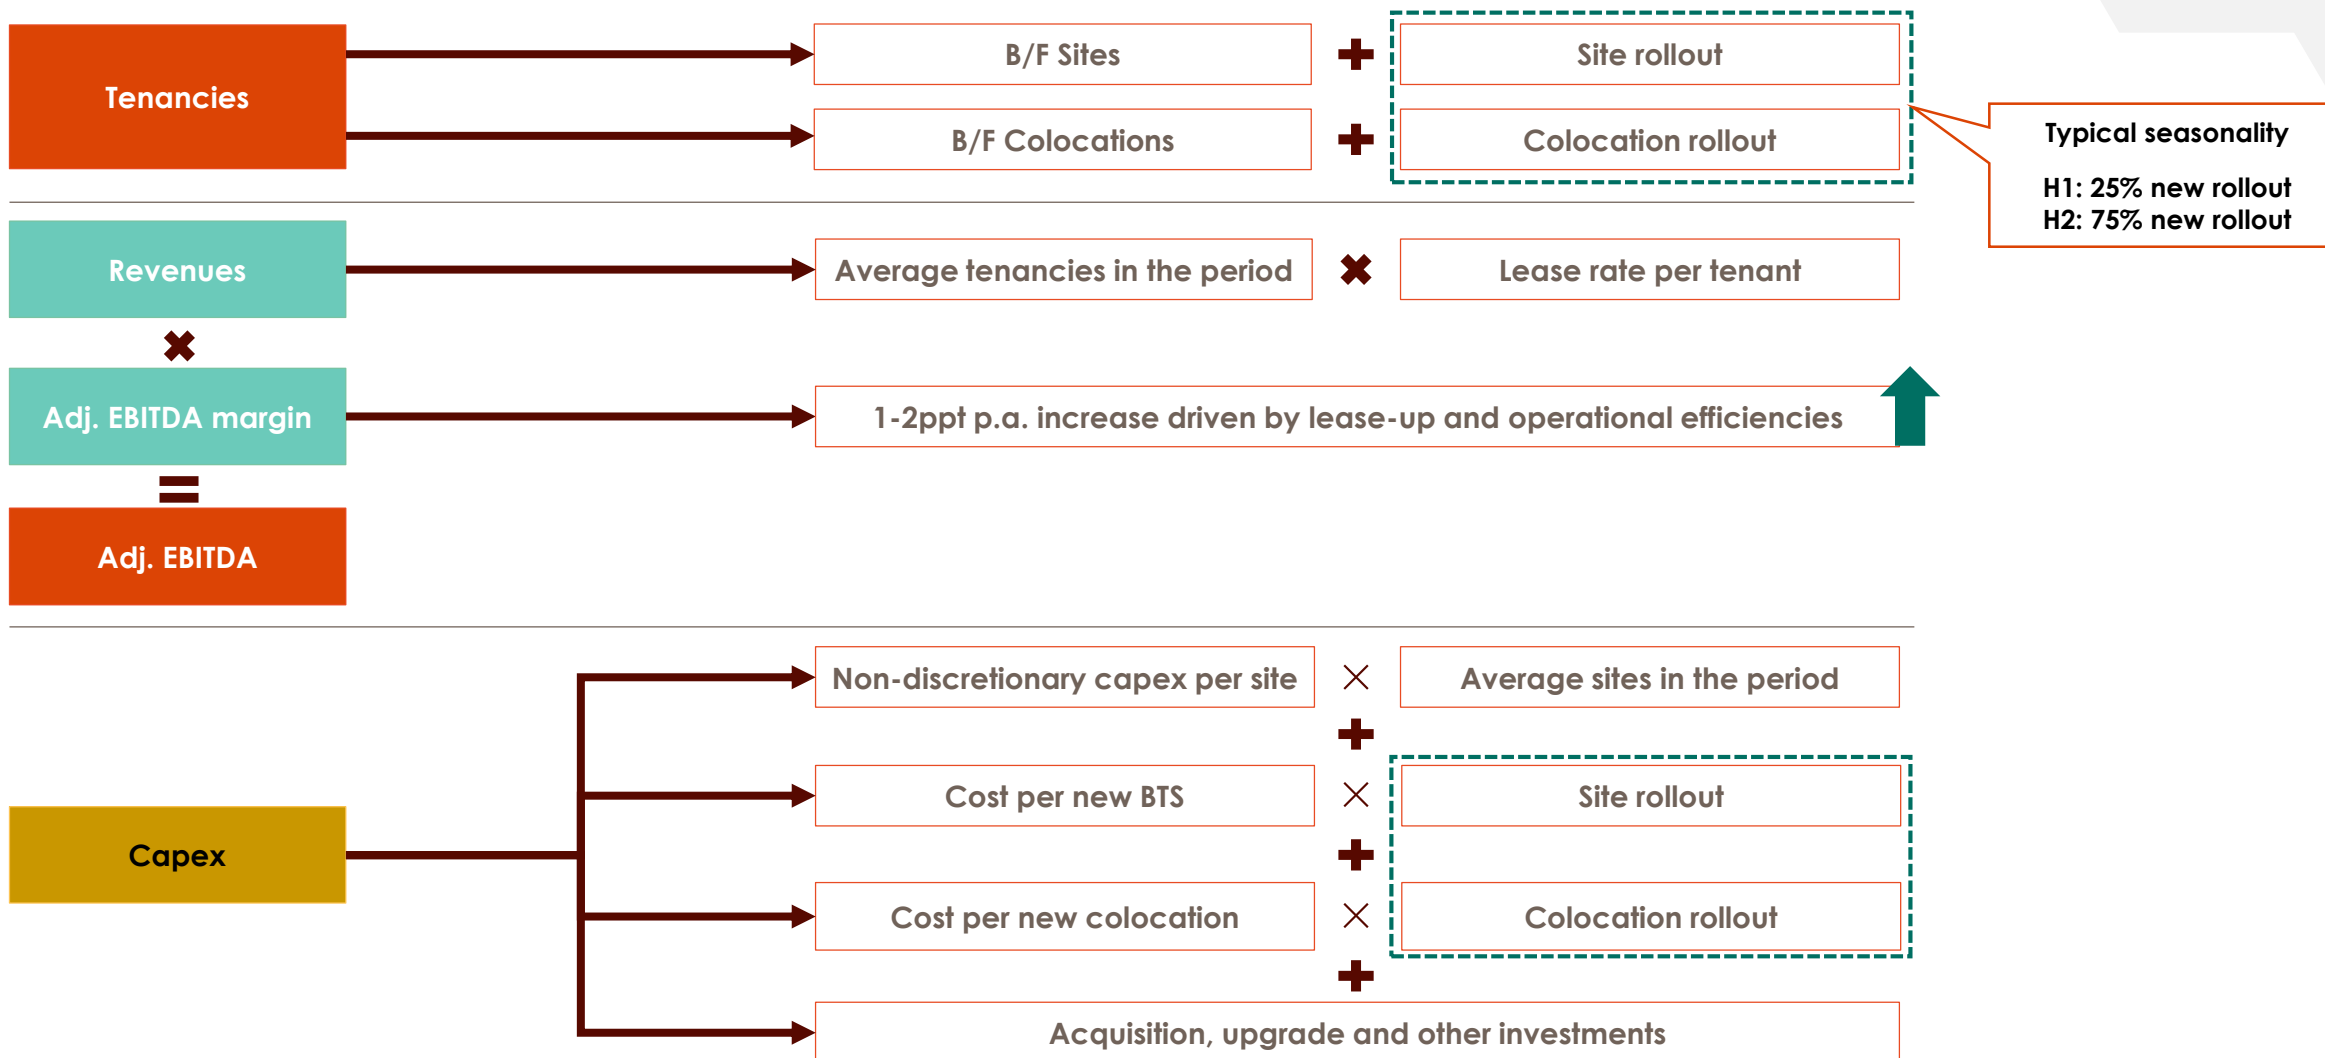 Tenancies
B/F Sites
Site rollout
B/F Colocations
Colocation rollout
Typical seasonality
H1: 25% new rollout
H2: 75% new rollout
Revenues
Average tenancies in the period
Lease rate per tenant
Adj. EBITDA margin
1-2ppt p.a. increase driven by lease-up and operational efficiencies
Adj. EBITDA
Capex
Non-discretionary capex per site
Average sites in the period
Cost per new BTS
Site rollout
Cost per new colocation
Colocation rollout
Acquisition, upgrade and other investments